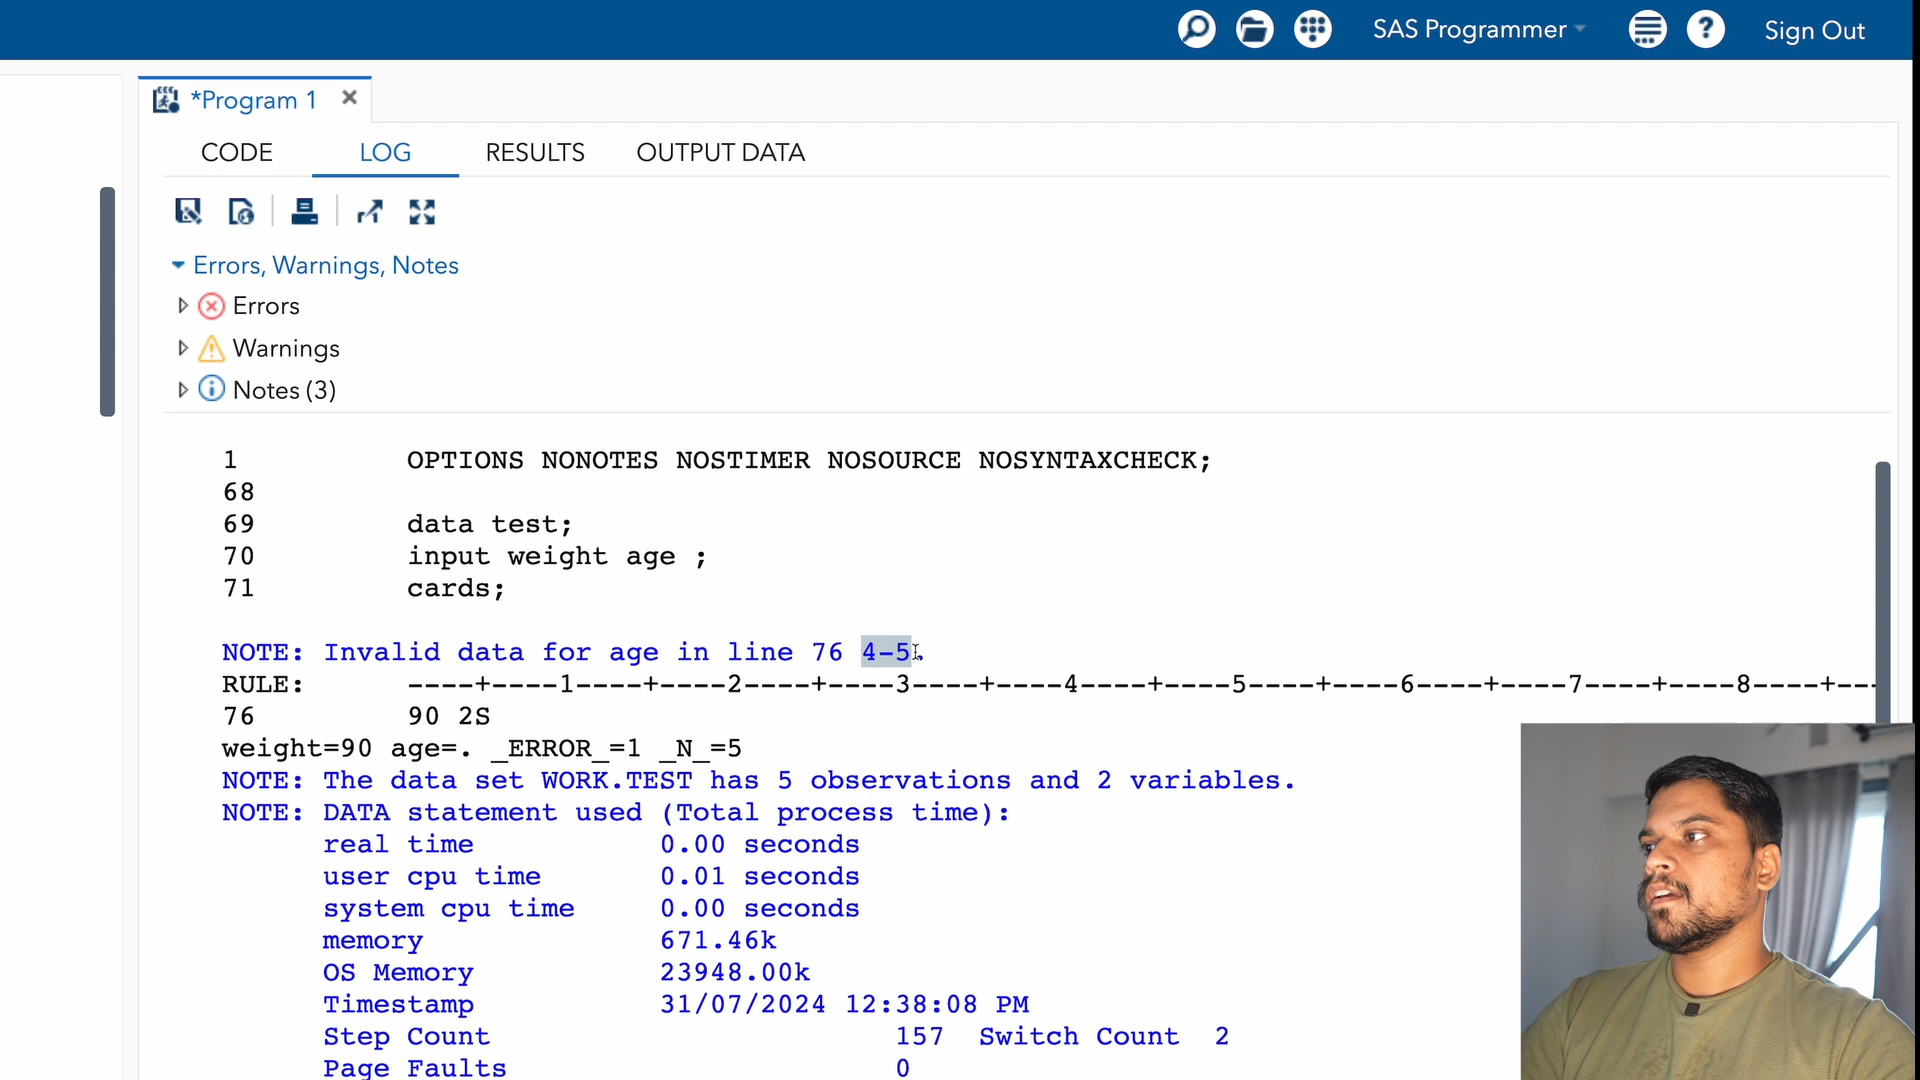 SAS Programmer
?
Sign Out
*Program 1
CODE
LOG
RESULTS
OUTPUT DATA
Errors, Warnings, Notes
Errors
Warnings
Notes (3)
1 OPTIONS NONOTES NOSTIMER NOSOURCE NOSYNTAXCHECK;
68
69 data test;
70 input weight age ;
71 cards;
NOTE: Invalid data for age in line 76 4-5.
RULE: ----+----1----+----2----+----3----+----4----+----5----+----6----+----7----+----8----+---
76 90 2S
weight=90 age=. _ERROR_=1 _N_=5
NOTE: The data set WORK.TEST has 5 observations and 2 variables.
NOTE: DATA statement used (Total process time):
real time 0.00 seconds
user cpu time 0.01 seconds
system cpu time 0.00 seconds
memory 671.46k
OS Memory 23948.00k
Timestamp 31/07/2024 12:38:08 PM
Step Count 157 Switch Count 2
Page Faults 0